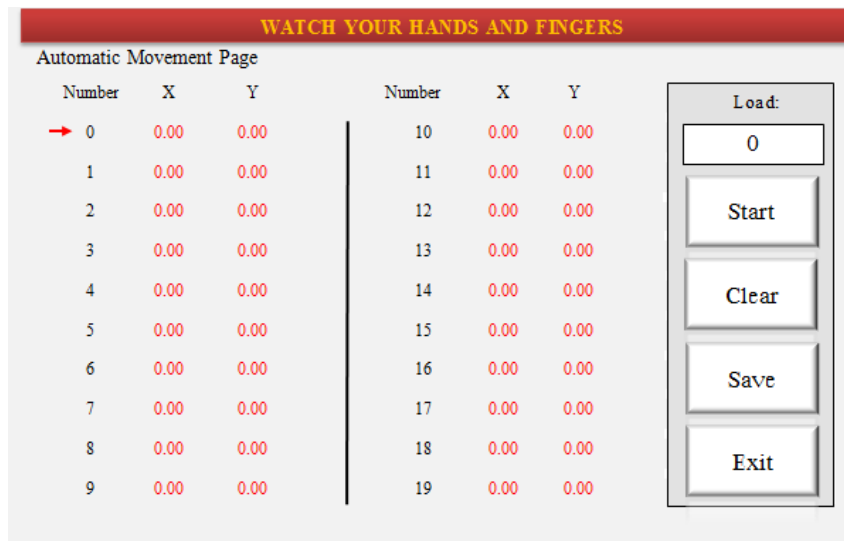 WATCH YOUR HANDS AND FINGERS
Automatic Movement Page
Number X Y Number X Y
0 0.00 0.00 10 0.00 0.00
1 0.00 0.00 11 0.00 0.00
2 0.00 0.00 12 0.00 0.00
3 0.00 0.00 13 0.00 0.00
4 0.00 0.00 14 0.00 0.00
5 0.00 0.00 15 0.00 0.00
6 0.00 0.00 16 0.00 0.00
7 0.00 0.00 17 0.00 0.00
8 0.00 0.00 18 0.00 0.00
9 0.00 0.00 19 0.00 0.00
Load:
0
Start
Clear
Save
Exit